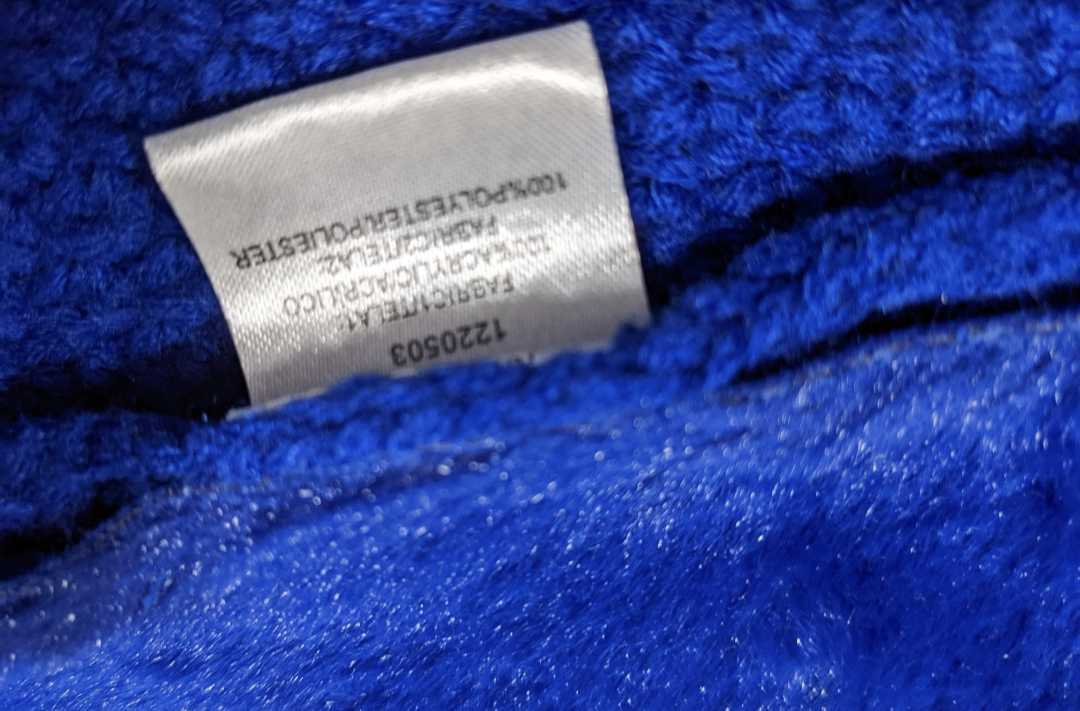 1220503
FABRIC1/TELA1:
100%ACRYLIC/ACRILICO
FABRIC2/TELA2:
100%POLYESTER/POLIESTER